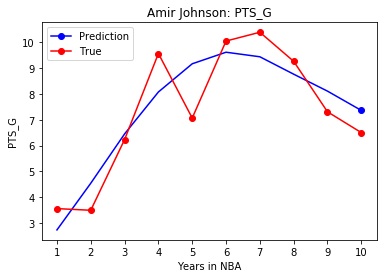 Amir Johnson: PTS_G
Prediction
True
PTS_G
10
9
8
7
6
5
4
3
1 2 3 4 5 6 7 8 9 10
Years in NBA